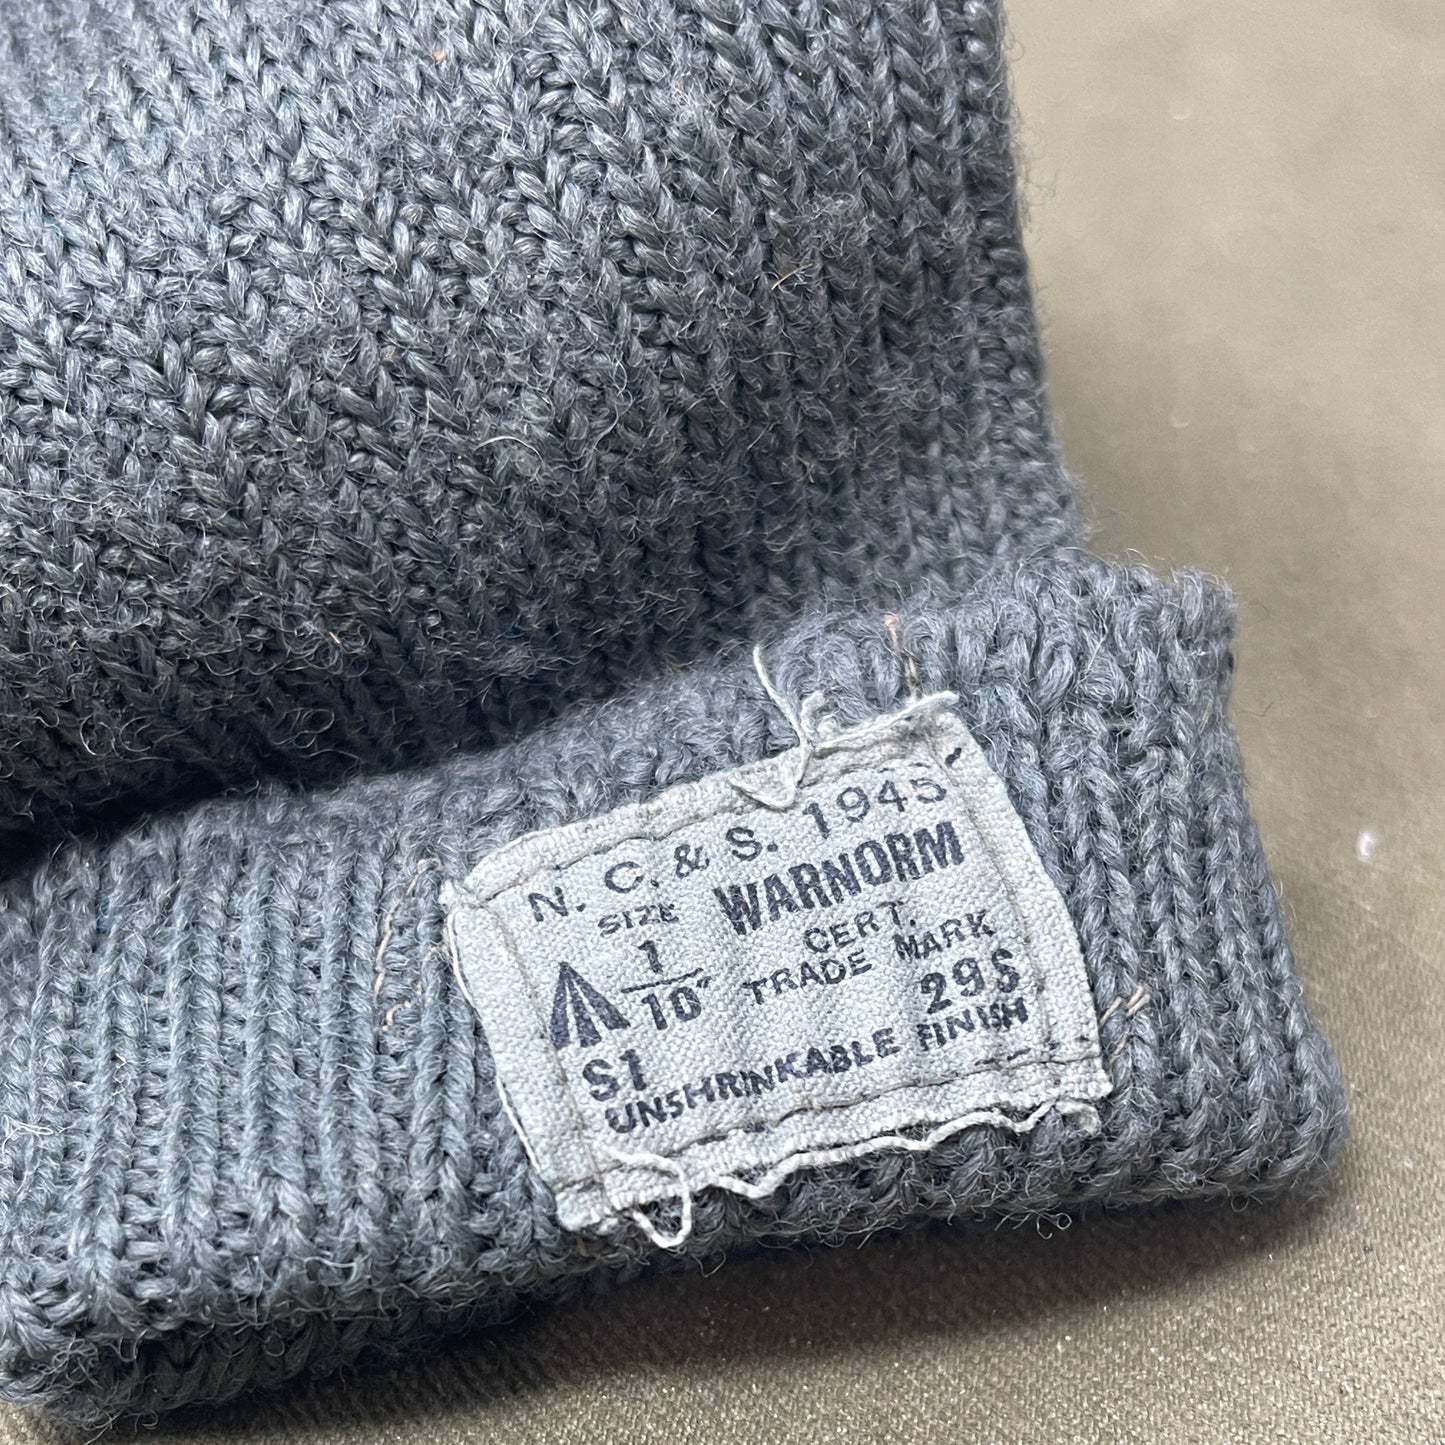 N. C. & S. 1945
SIZE WARNORM
1/10" CERT.
TRADE MARK
S1 29S
UNSHRINKABLE FINISH